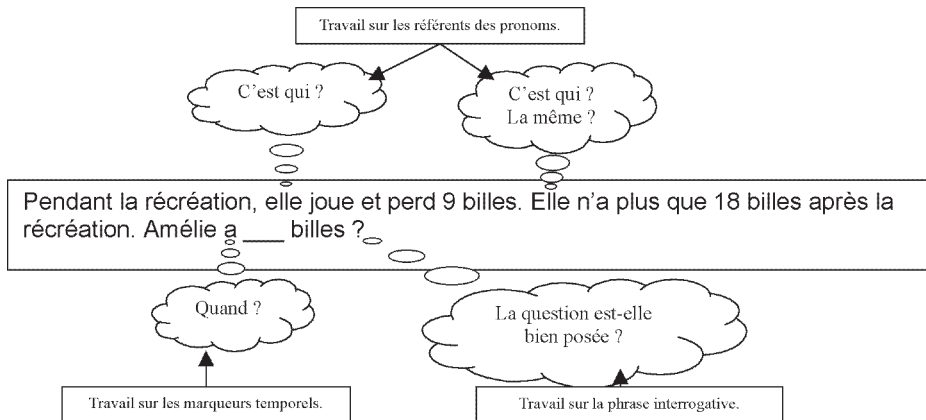 Travail sur les référents des pronoms.
C'est qui ?
C'est qui ?
La même ?
Pendant la récréation, elle joue et perd 9 billes. Elle n'a plus que 18 billes après la
récréation. Amélie a ___ billes ?
Quand ?
La question est-elle
bien posée ?
Travail sur les marqueurs temporels.
Travail sur la phrase interrogative.